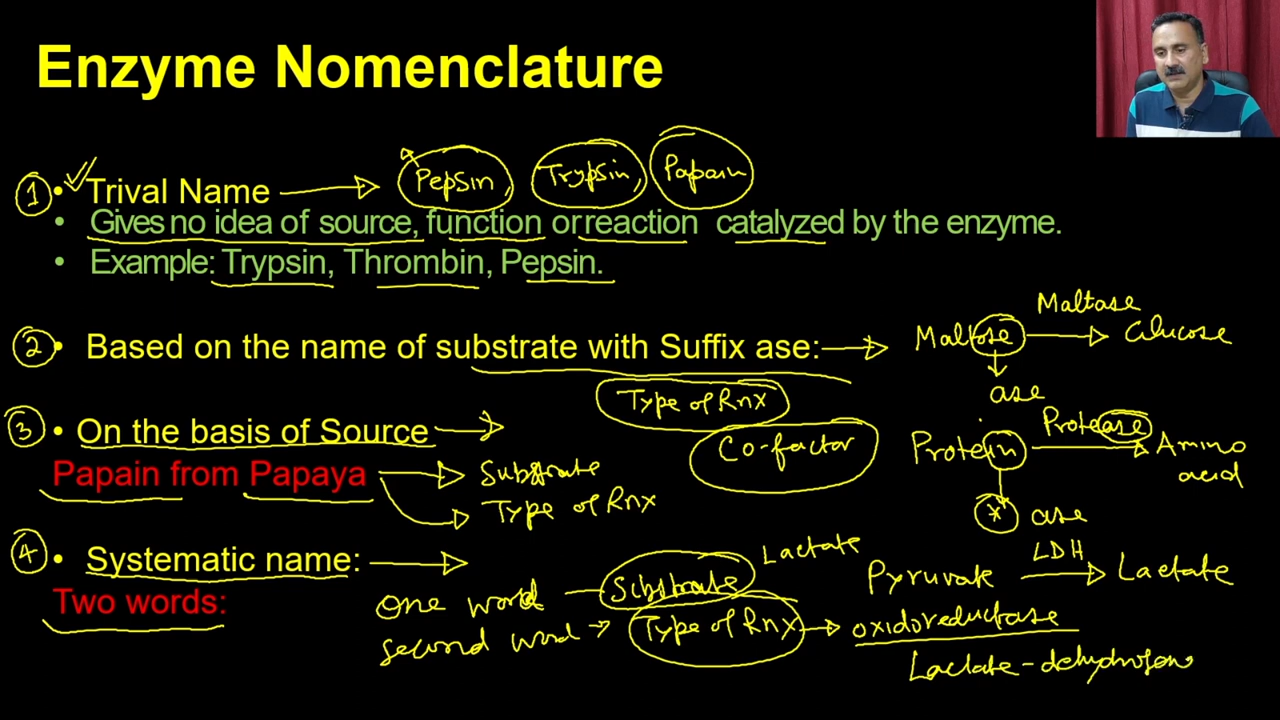 Enzyme Nomenclature
1 • Trival Name → Pepsin, Trypsin, Papain
• Gives no idea of source, function or reaction catalyzed by the enzyme.
• Example: Trypsin, Thrombin, Pepsin.
Maltase
2 • Based on the name of substrate with Suffix ase: → Maltose → Glucose
ase
Type of Rnx
3 • On the basis of Source →
Co-factor
Protease
Protein → Amino acid
Papain from Papaya → Substrate
→ Type of Rnx
* ase
4 • Systematic name: →
LDH
Pyruvate → Lactate
Two words:
One word — Substrate Lactate
second word → Type of Rnx → oxidoreductase
Lactate-dehydrogen